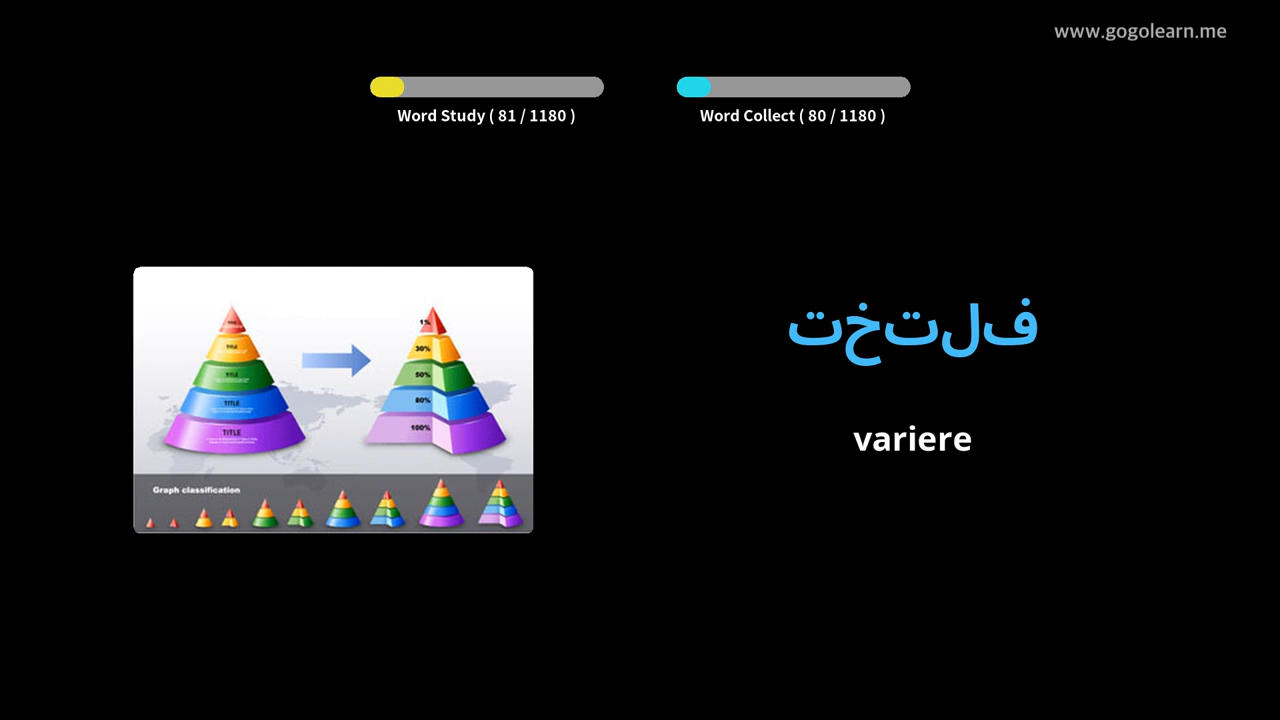 www.gogolearn.me
Word Study ( 81 / 1180 )
Word Collect ( 80 / 1180 )
فلتخت
variere
TITLE
TITLE
TITLE
TITLE
1%
30%
50%
80%
100%
Graph classification